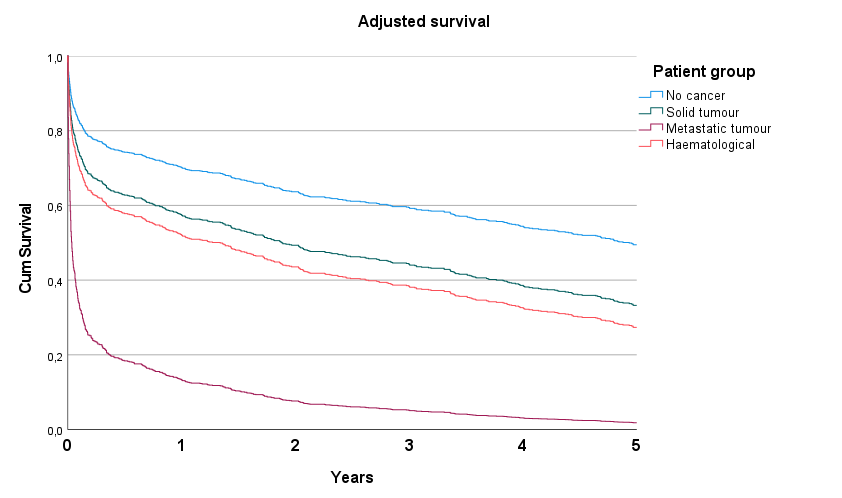 Adjusted survival
Patient group
No cancer
Solid tumour
Metastatic tumour
Haematological
Cum Survival
1,0
0,8
0,6
0,4
0,2
0,0
0 1 2 3 4 5
Years